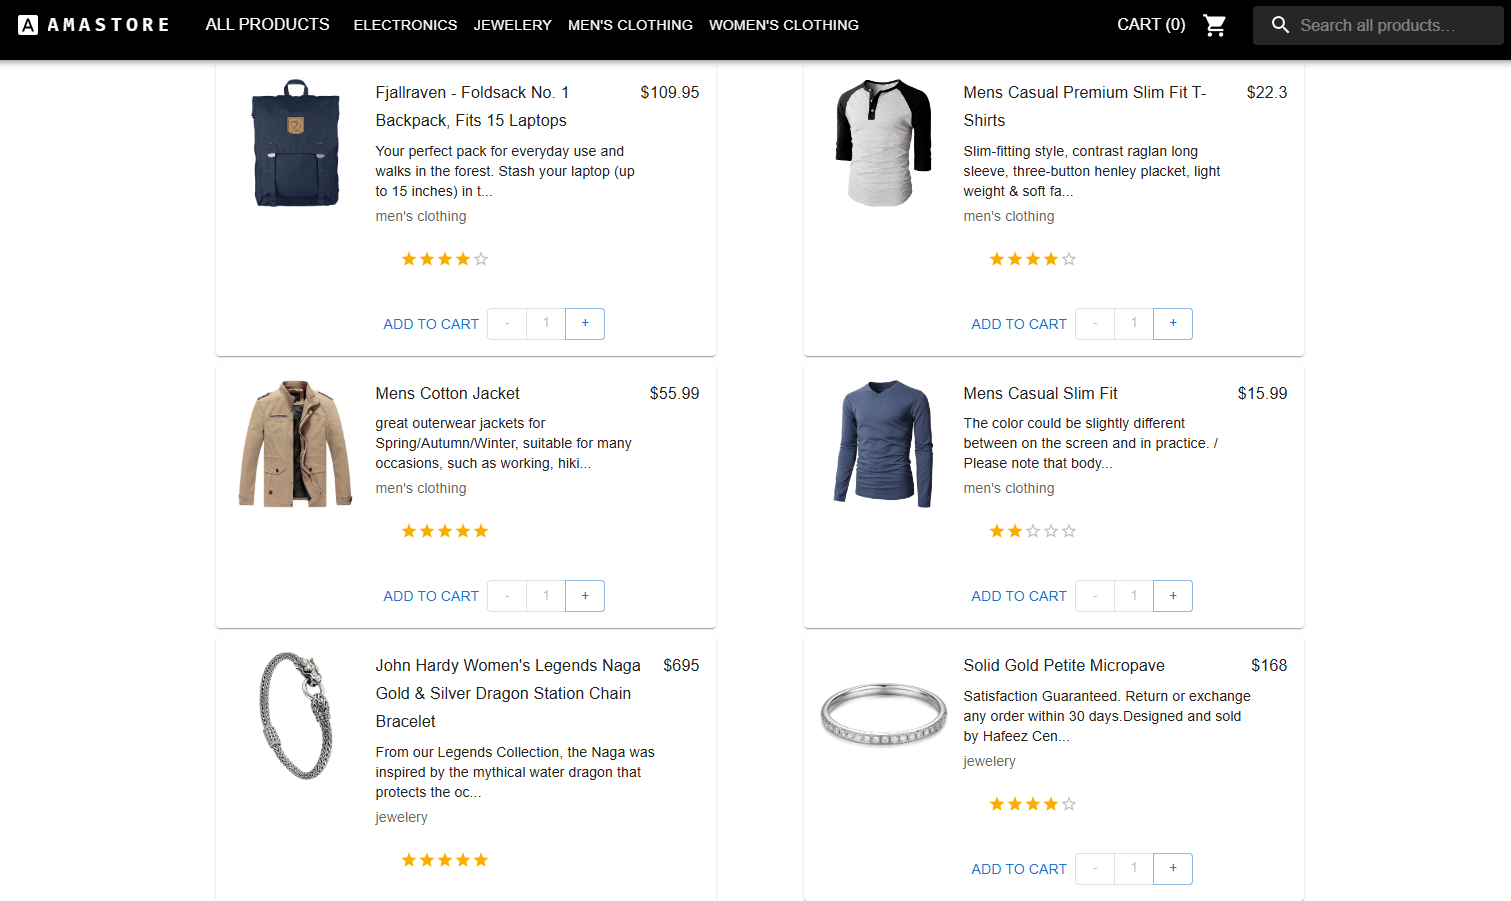 A AMASTORE ALL PRODUCTS ELECTRONICS JEWELERY MEN'S CLOTHING WOMEN'S CLOTHING CART (0) Search all products...
Fjallraven - Foldsack No. 1 $109.95
Backpack, Fits 15 Laptops
Your perfect pack for everyday use and
walks in the forest. Stash your laptop (up
to 15 inches) in t...
men's clothing
ADD TO CART - 1 +
Mens Casual Premium Slim Fit T- $22.3
Shirts
Slim-fitting style, contrast raglan long
sleeve, three-button henley placket, light
weight & soft fa...
men's clothing
ADD TO CART - 1 +
Mens Cotton Jacket $55.99
great outerwear jackets for
Spring/Autumn/Winter, suitable for many
occasions, such as working, hiki...
men's clothing
ADD TO CART - 1 +
Mens Casual Slim Fit $15.99
The color could be slightly different
between on the screen and in practice. /
Please note that body...
men's clothing
ADD TO CART - 1 +
John Hardy Women's Legends Naga $695
Gold & Silver Dragon Station Chain
Bracelet
From our Legends Collection, the Naga was
inspired by the mythical water dragon that
protects the oc...
jewelery
Solid Gold Petite Micropave $168
Satisfaction Guaranteed. Return or exchange
any order within 30 days.Designed and sold
by Hafeez Cen...
jewelery
ADD TO CART - 1 +